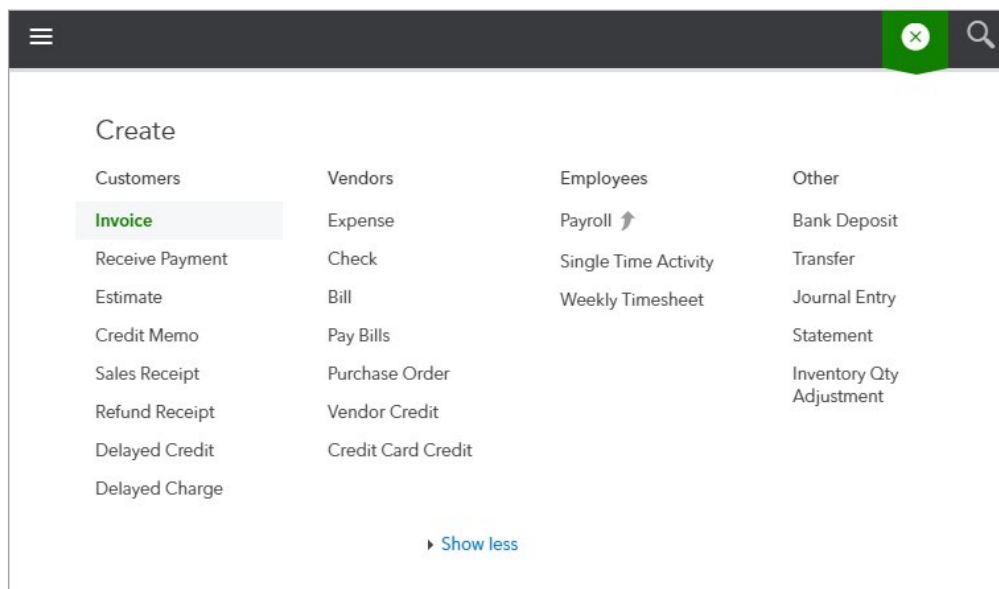 Create
Customers
Invoice
Receive Payment
Estimate
Credit Memo
Sales Receipt
Refund Receipt
Delayed Credit
Delayed Charge
Vendors
Expense
Check
Bill
Pay Bills
Purchase Order
Vendor Credit
Credit Card Credit
Employees
Payroll
Single Time Activity
Weekly Timesheet
Other
Bank Deposit
Transfer
Journal Entry
Statement
Inventory Qty
Adjustment
Show less